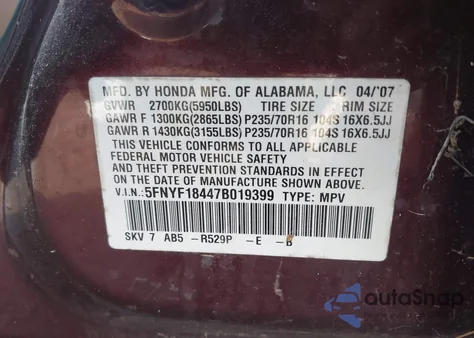 MFD. BY HONDA MFG. OF ALABAMA, LLC 04/'07
GVWR 2700KG(5950LBS) TIRE SIZE RIM SIZE
GAWR F 1300KG(2865LBS) P235/70R16 104S 16X6.5JJ
GAWR R 1430KG(3155LBS) P235/70R16 104S 16X6.5JJ
THIS VEHICLE CONFORMS TO ALL APPLICABLE
FEDERAL MOTOR VEHICLE SAFETY
AND THEFT PREVENTION STANDARDS IN EFFECT
ON THE DATE OF MANUFACTURE SHOWN ABOVE.
V.I.N.: 5FNYF18447B019399 TYPE: MPV
SKV 7 AB5 -R529P -E -B
autoSnap